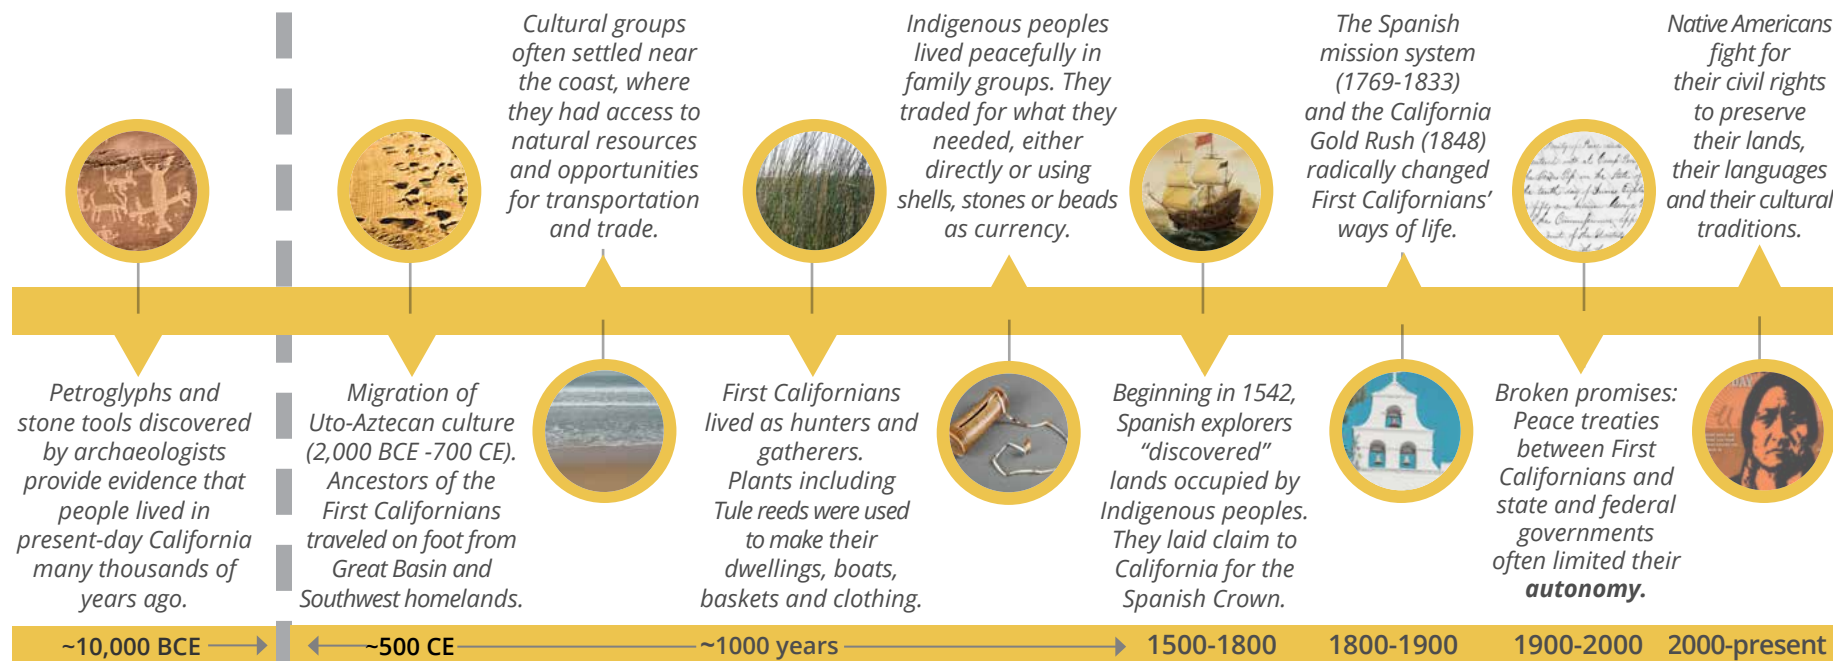 Petroglyphs and
stone tools discovered
by archaeologists
provide evidence that
people lived in
present-day California
many thousands of
years ago.
Migration of
Uto-Aztecan culture
(2,000 BCE -700 CE).
Ancestors of the
First Californians
traveled on foot from
Great Basin and
Southwest homelands.
Cultural groups
often settled near
the coast, where
they had access to
natural resources
and opportunities
for transportation
and trade.
First Californians
lived as hunters and
gatherers.
Plants including
Tule reeds were used
to make their
dwellings, boats,
baskets and clothing.
Indigenous peoples
lived peacefully in
family groups. They
traded for what they
needed, either
directly or using
shells, stones or beads
as currency.
Beginning in 1542,
Spanish explorers
“discovered”
lands occupied by
Indigenous peoples.
They laid claim to
California for the
Spanish Crown.
The Spanish
mission system
(1769-1833)
and the California
Gold Rush (1848)
radically changed
First Californians’
ways of life.
Broken promises:
Peace treaties
between First
Californians and
state and federal
governments
often limited their
autonomy.
Native Americans
fight for
their civil rights
to preserve
their lands,
their languages
and their cultural
traditions.
~10,000 BCE
~500 CE
~1000 years
1500-1800
1800-1900
1900-2000
2000-present